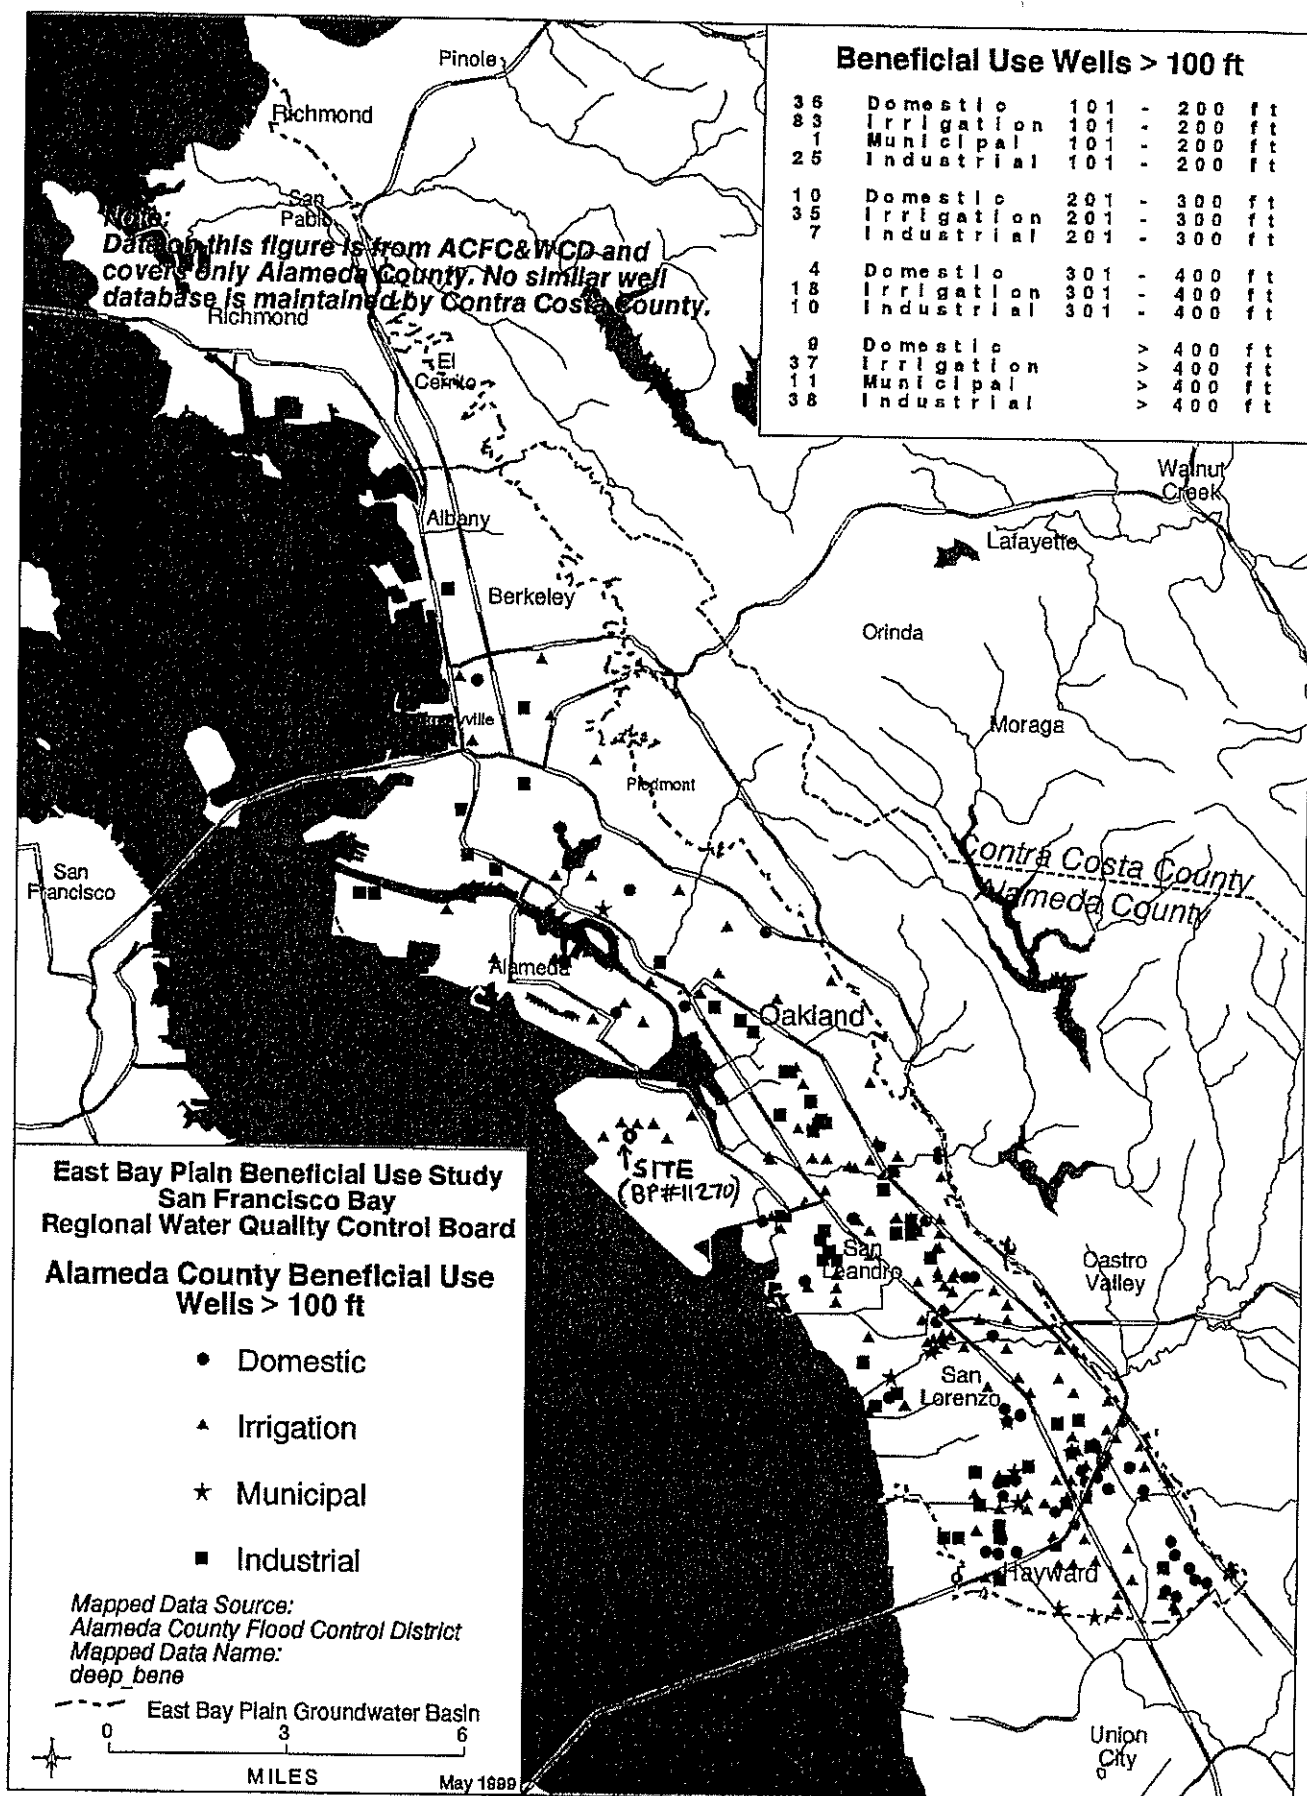 Beneficial Use Wells > 100 ft
36 Domestic 101 - 200 ft
83 Irrigation 101 - 200 ft
1 Municipal 101 - 200 ft
25 Industrial 101 - 200 ft
10 Domestic 201 - 300 ft
35 Irrigation 201 - 300 ft
7 Industrial 201 - 300 ft
4 Domestic 301 - 400 ft
18 Irrigation 301 - 400 ft
10 Industrial 301 - 400 ft
9 Domestic > 400 ft
37 Irrigation > 400 ft
11 Municipal > 400 ft
38 Industrial > 400 ft
Pinole
Richmond
San
Pablo
Note:
Data on this figure is from ACFC&WCD and
covers only Alameda County. No similar well
database is maintained by Contra Costa County.
Richmond
El
Cerrito
Walnut
Creek
Albany
Lafayette
Berkeley
Orinda
Moraga
Piedmont
San
Francisco
Contra Costa County
Alameda County
Alameda
Oakland
SITE
(BP#11270)
San
Leandro
Castro
Valley
San
Lorenzo
Hayward
Union
City
East Bay Plain Beneficial Use Study
San Francisco Bay
Regional Water Quality Control Board
Alameda County Beneficial Use
Wells > 100 ft
Domestic
Irrigation
Municipal
Industrial
Mapped Data Source:
Alameda County Flood Control District
Mapped Data Name:
deep_bene
East Bay Plain Groundwater Basin
0 3 6
MILES
May 1999